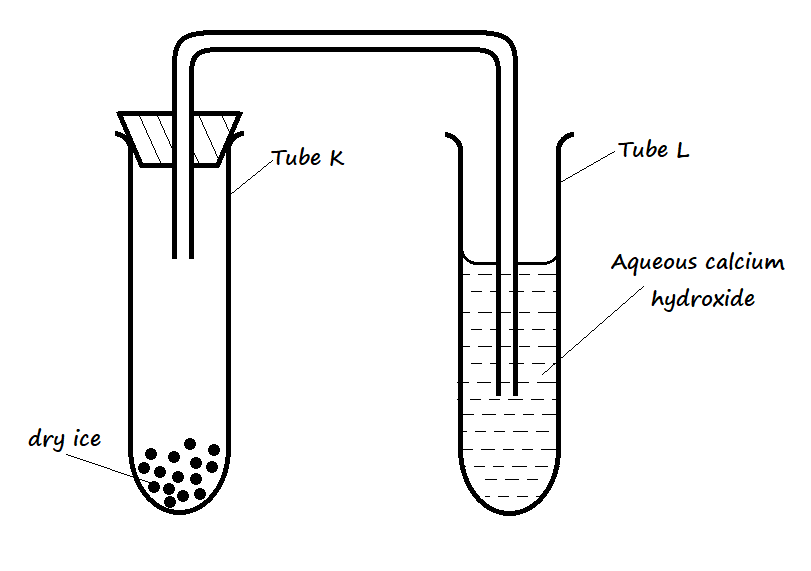 Tube K
Tube L
Aqueous calcium
hydroxide
dry ice